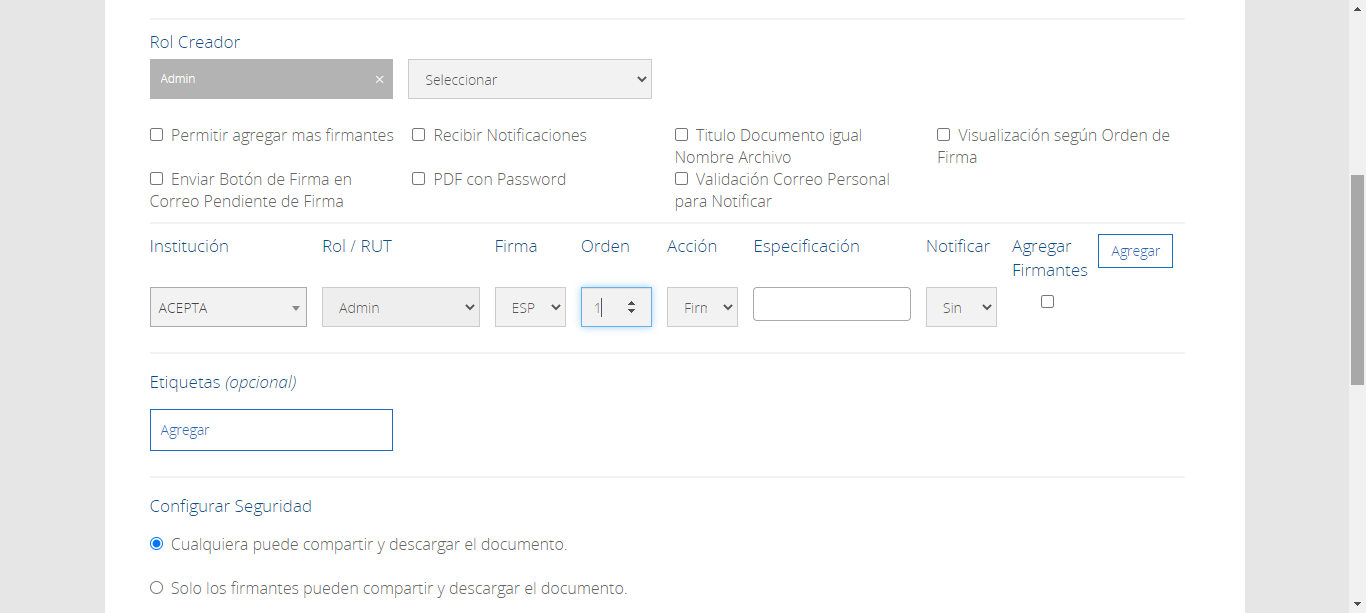 Rol Creador
Admin ×
Seleccionar
Permitir agregar mas firmantes
Recibir Notificaciones
Titulo Documento igual
Nombre Archivo
Visualización según Orden de
Firma
Enviar Botón de Firma en
Correo Pendiente de Firma
PDF con Password
Validación Correo Personal
para Notificar
Institución Rol / RUT Firma Orden Acción Especificación Notificar Agregar
Firmantes
Agregar
ACEPTA Admin ESP 1 Firn Sin
Etiquetas (opcional)
Agregar
Configurar Seguridad
Cualquiera puede compartir y descargar el documento.
Solo los firmantes pueden compartir y descargar el documento.